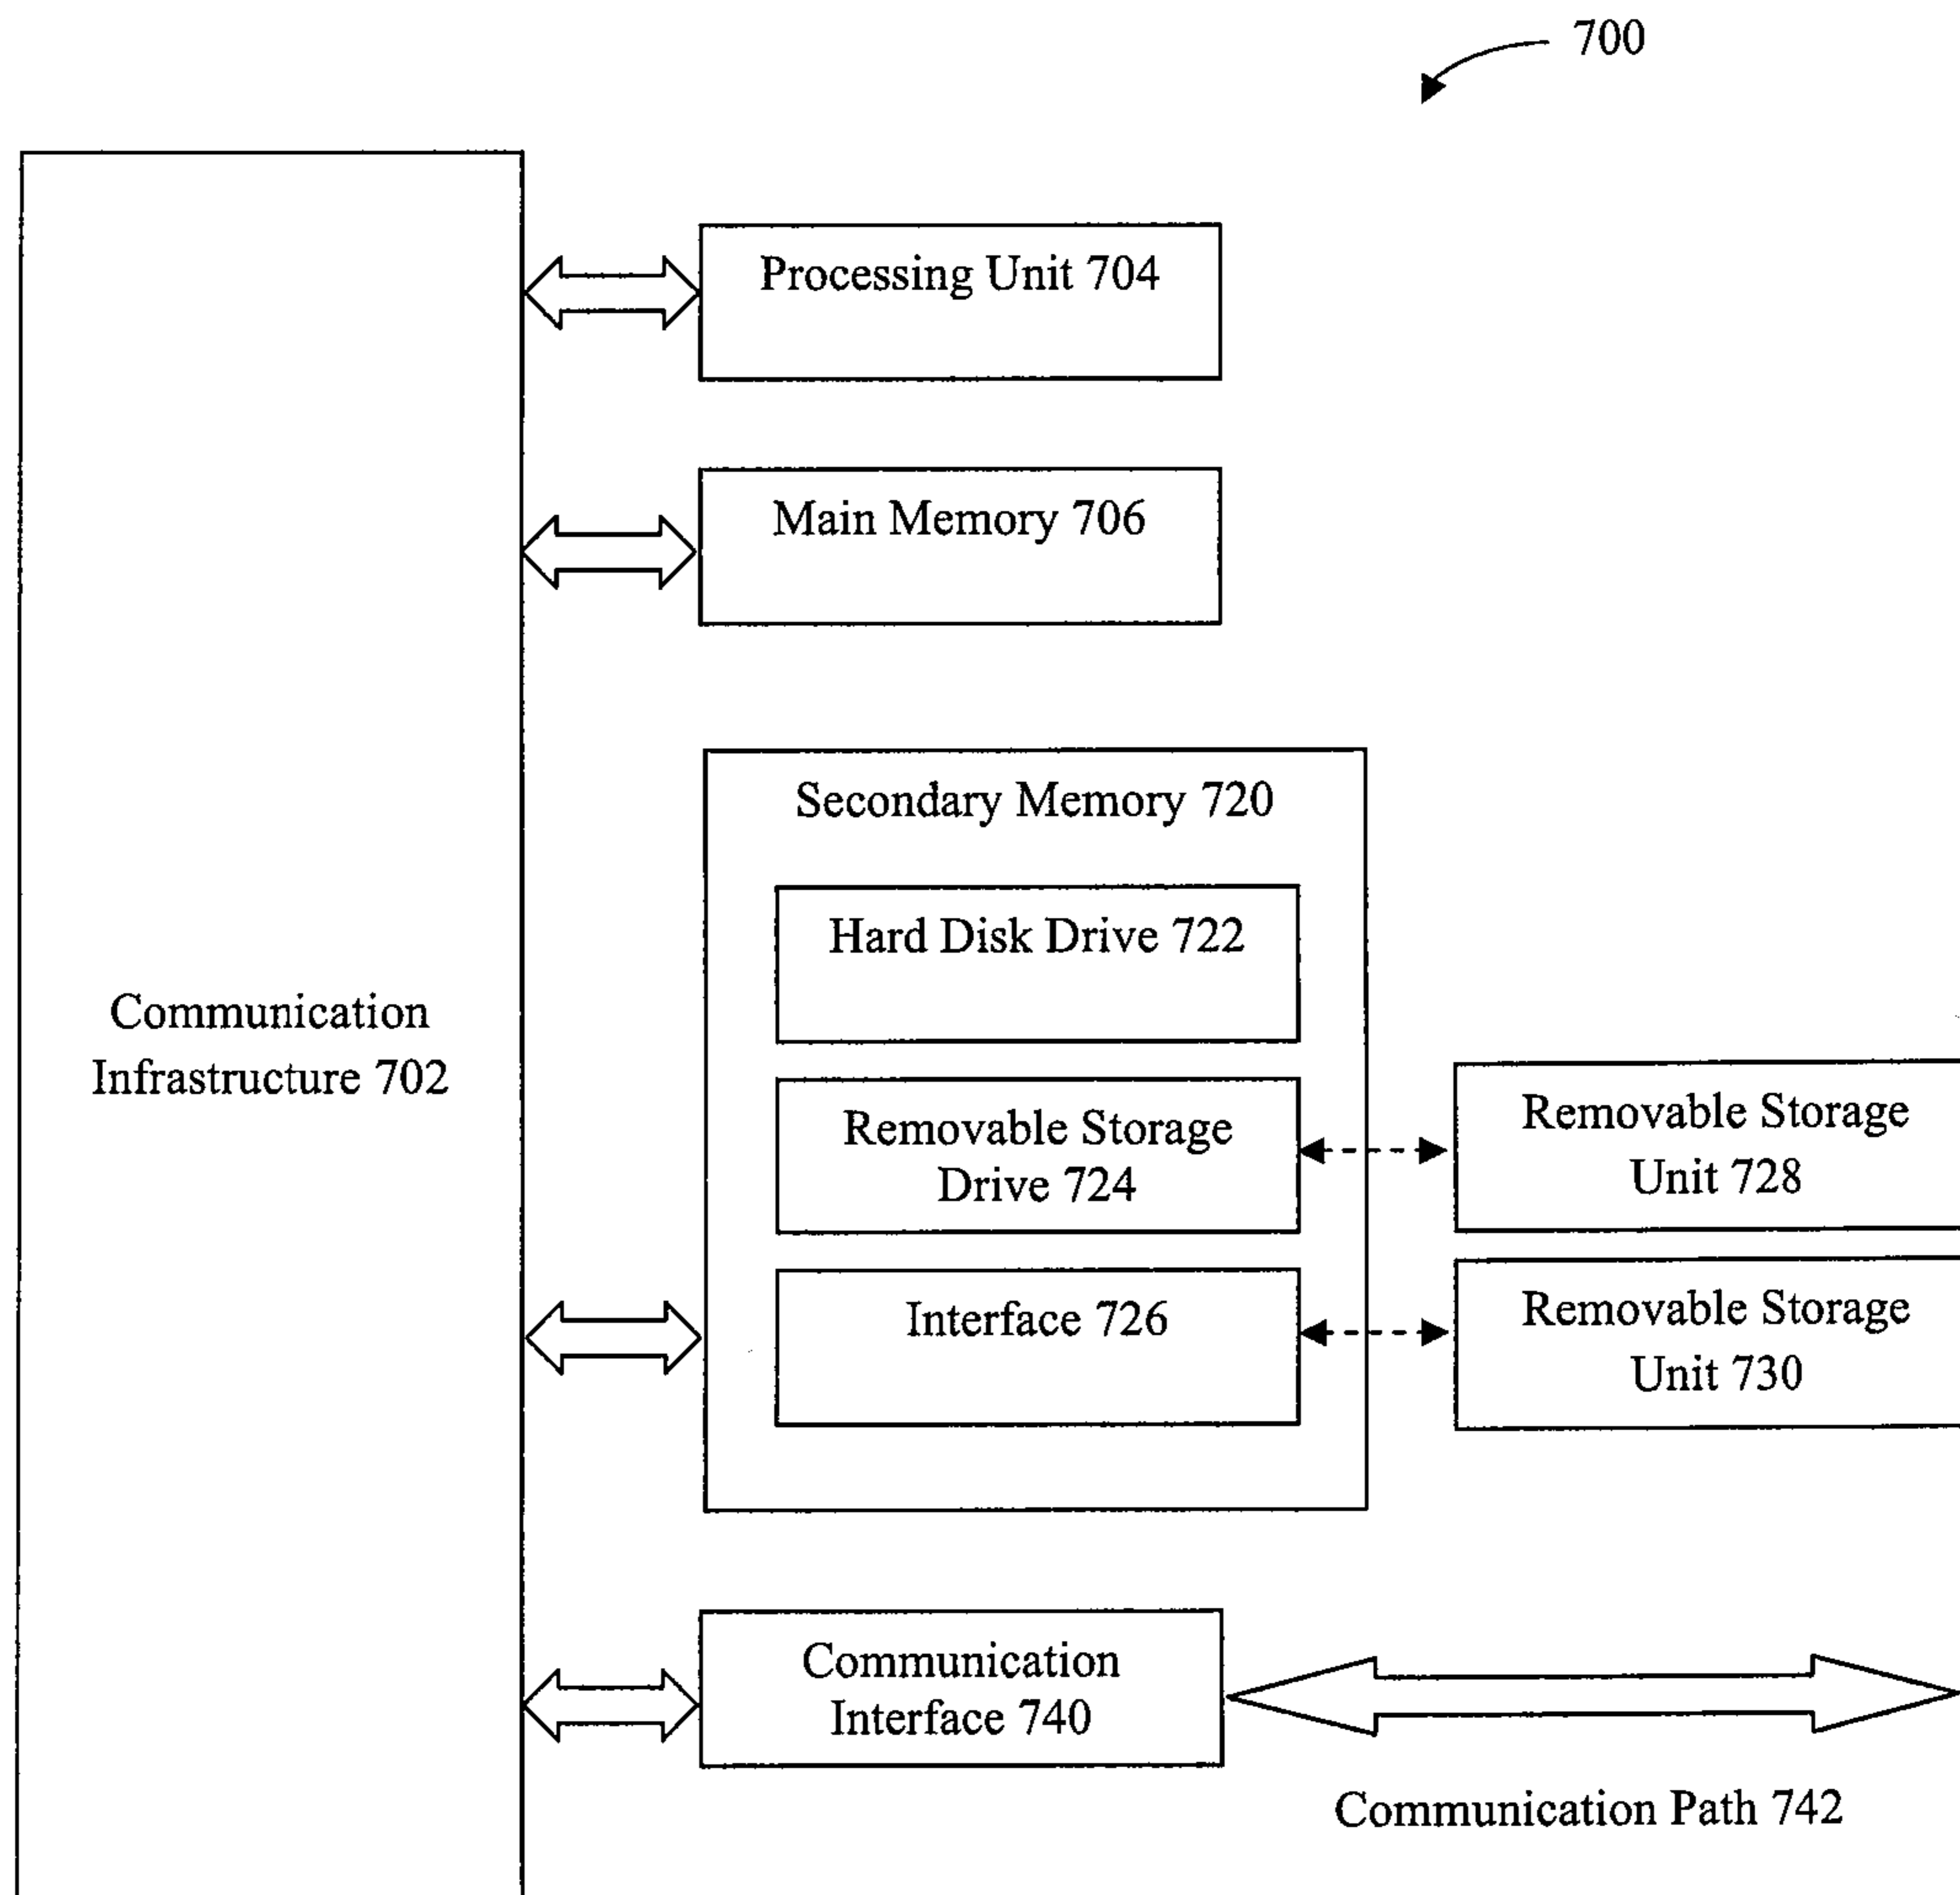 700
Processing Unit 704
Main Memory 706
Secondary Memory 720
Hard Disk Drive 722
Communication
Infrastructure 702
Removable Storage
Drive 724
Removable Storage
Unit 728
Interface 726
Removable Storage
Unit 730
Communication
Interface 740
Communication Path 742